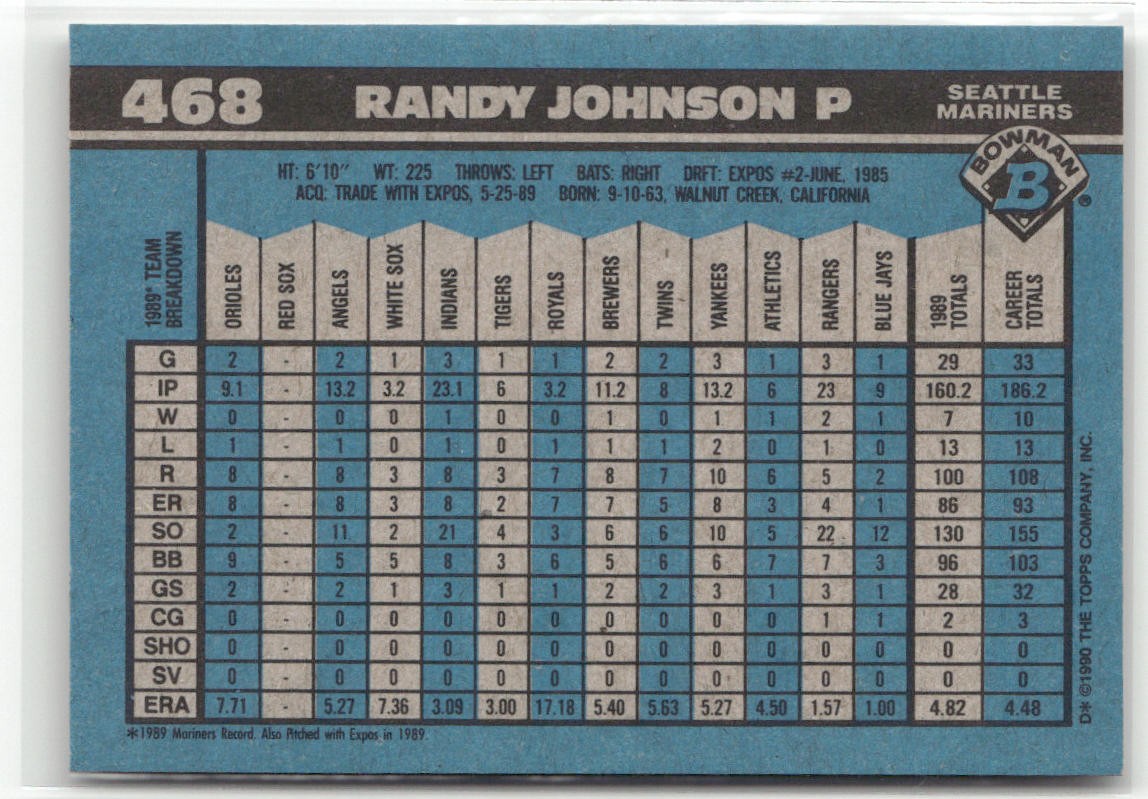 468 RANDY JOHNSON P SEATTLE MARINERS
BOWMAN
B
®
HT: 6'10" WT: 225 THROWS: LEFT BATS: RIGHT DRFT: EXPOS #2-JUNE, 1985
ACQ: TRADE WITH EXPOS, 5-25-89 BORN: 9-10-63, WALNUT CREEK, CALIFORNIA
1989* TEAM BREAKDOWN ORIOLES RED SOX ANGELS WHITE SOX INDIANS TIGERS ROYALS BREWERS TWINS YANKEES ATHLETICS RANGERS BLUE JAYS 1989 TOTALS CAREER TOTALS
G 2 - 2 1 3 1 1 2 2 3 1 3 1 29 33
IP 9.1 - 13.2 3.2 23.1 6 3.2 11.2 8 13.2 6 23 9 160.2 186.2
W 0 - 0 0 1 0 0 1 0 1 1 2 1 7 10
L 1 - 1 0 1 0 1 1 1 2 0 1 0 13 13
R 8 - 8 3 8 3 7 8 7 10 6 5 2 100 108
ER 8 - 8 3 8 2 7 7 5 8 3 4 1 86 93
SO 2 - 11 2 21 4 3 6 6 10 5 22 12 130 155
BB 9 - 5 5 8 3 6 5 6 6 7 7 3 96 103
GS 2 - 2 1 3 1 1 2 2 3 1 3 1 28 32
CG 0 - 0 0 0 0 0 0 0 0 0 1 1 2 3
SHO 0 - 0 0 0 0 0 0 0 0 0 0 0 0 0
SV 0 - 0 0 0 0 0 0 0 0 0 0 0 0 0
ERA 7.71 - 5.27 7.36 3.09 3.00 17.18 5.40 5.63 5.27 4.50 1.57 1.00 4.82 4.48
*1989 Mariners Record. Also Pitched with Expos in 1989.
D* ©1990 THE TOPPS COMPANY, INC.